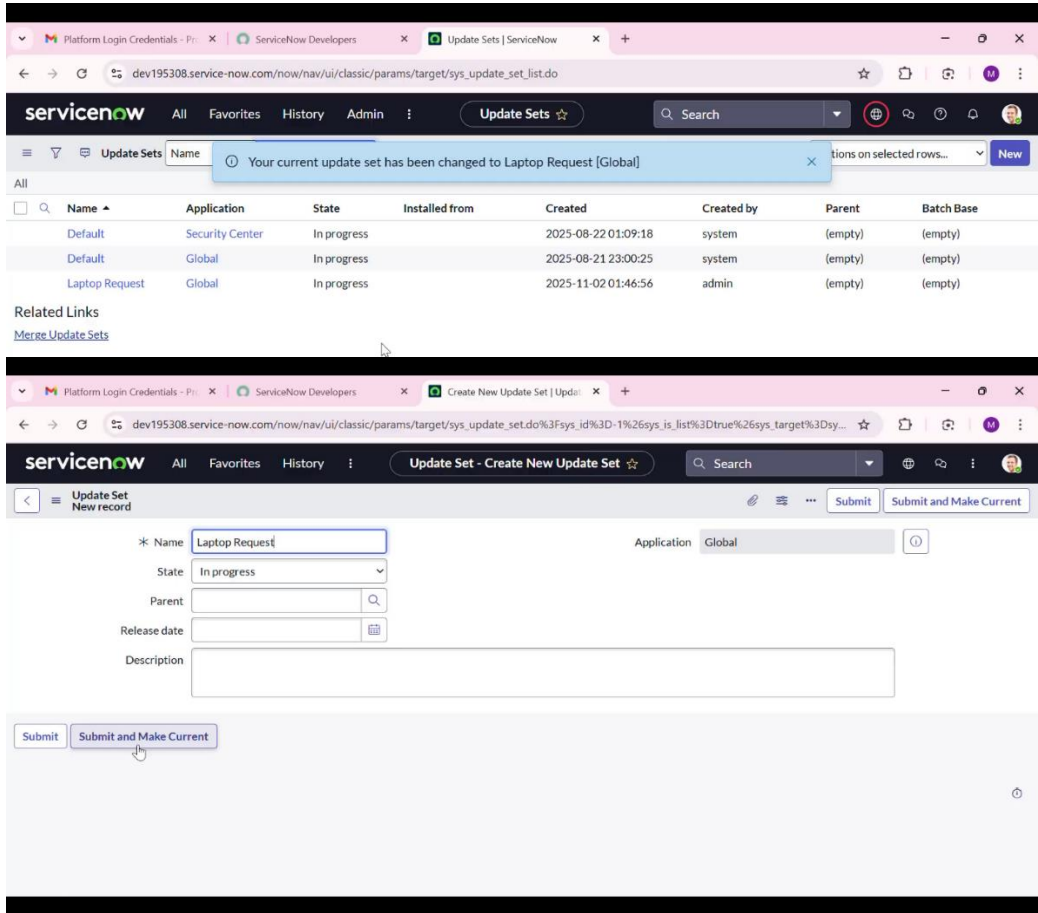 Platform Login Credentials - Pr
ServiceNow Developers
Update Sets | ServiceNow
dev195308.service-now.com/now/nav/ui/classic/params/target/sys_update_set_list.do
M
servicenow All Favorites History Admin Update Sets Search
Update Sets Name
Your current update set has been changed to Laptop Request [Global]
tions on selected rows... New
All
Name Application State Installed from Created Created by Parent Batch Base
Default Security Center In progress 2025-08-22 01:09:18 system (empty) (empty)
Default Global In progress 2025-08-21 23:00:25 system (empty) (empty)
Laptop Request Global In progress 2025-11-02 01:46:56 admin (empty) (empty)
Related Links
Merge Update Sets
Platform Login Credentials - Pr
ServiceNow Developers
Create New Update Set | Updat
dev195308.service-now.com/now/nav/ui/classic/params/target/sys_update_set.do%3Fsys_id%3D-1%26sys_is_list%3Dtrue%26sys_target%3Dsy...
M
servicenow All Favorites History Update Set - Create New Update Set Search
Update Set
New record
Submit Submit and Make Current
Name Laptop Request
Application Global
State In progress
Parent
Release date
Description
Submit Submit and Make Current